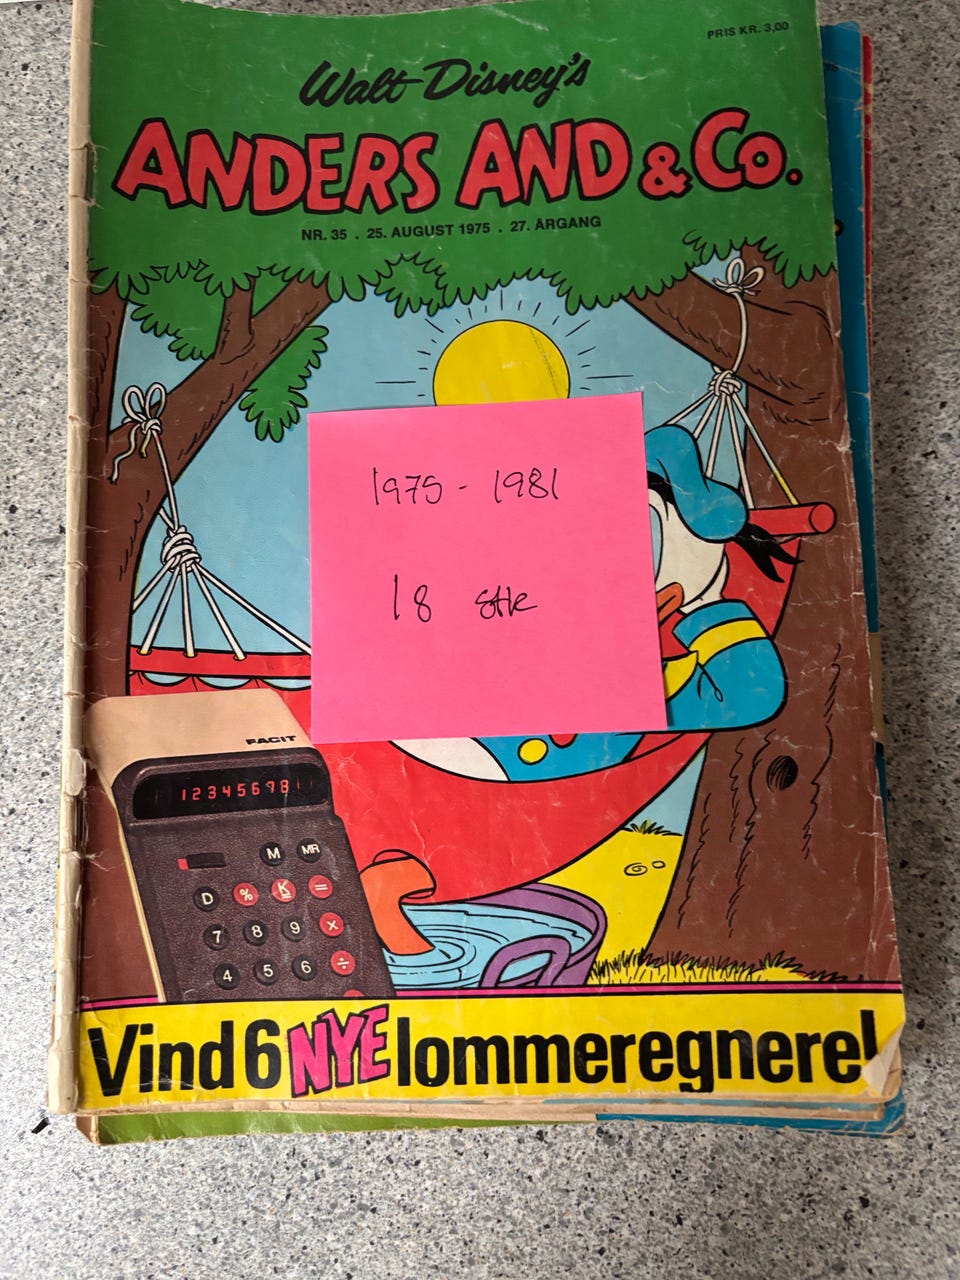 PRIS KR. 3,00
Walt Disney's
ANDERS AND & Co.
NR. 35 . 25. AUGUST 1975 . 27. ÅRGANG
1975 - 1981
18 stk
FACIT
12345678
M MR
D % K =
7 8 9 ×
4 5 6 ÷
Vind 6 NYE lommeregnere!